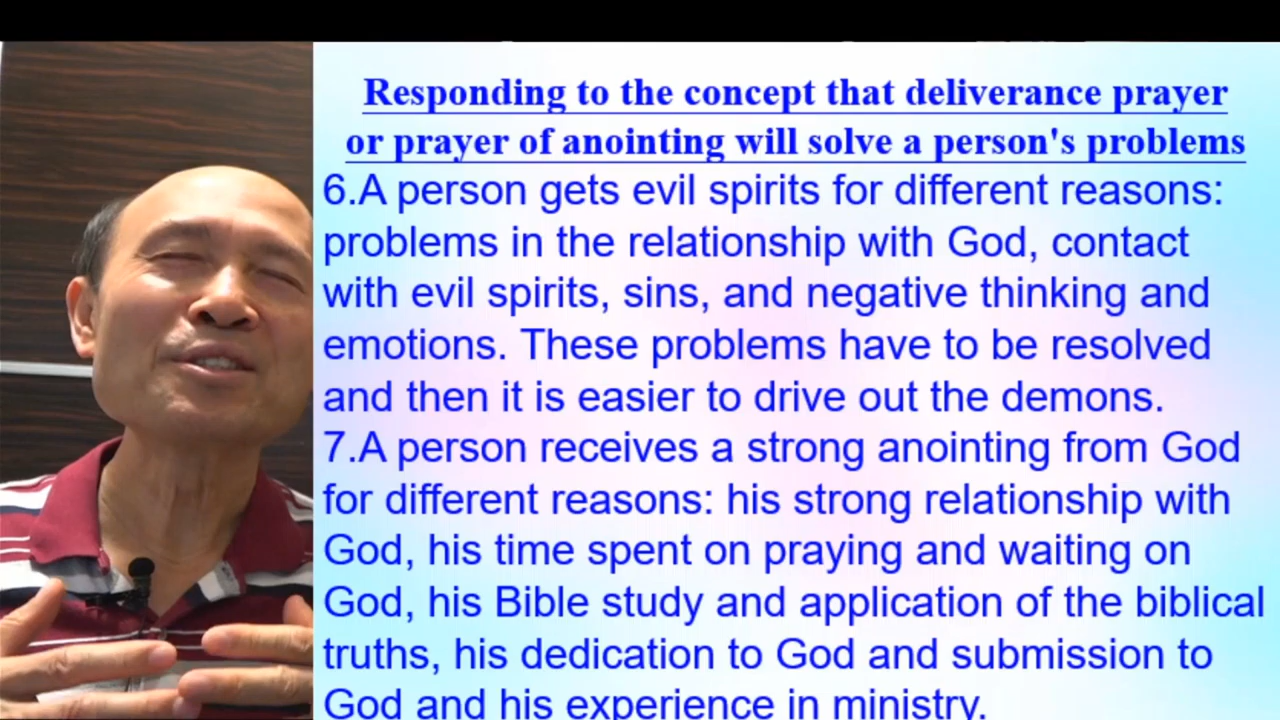 Responding to the concept that deliverance prayer
or prayer of anointing will solve a person's problems
6.A person gets evil spirits for different reasons:
problems in the relationship with God, contact
with evil spirits, sins, and negative thinking and
emotions. These problems have to be resolved
and then it is easier to drive out the demons.
7.A person receives a strong anointing from God
for different reasons: his strong relationship with
God, his time spent on praying and waiting on
God, his Bible study and application of the biblical
truths, his dedication to God and submission to
God and his experience in ministry.